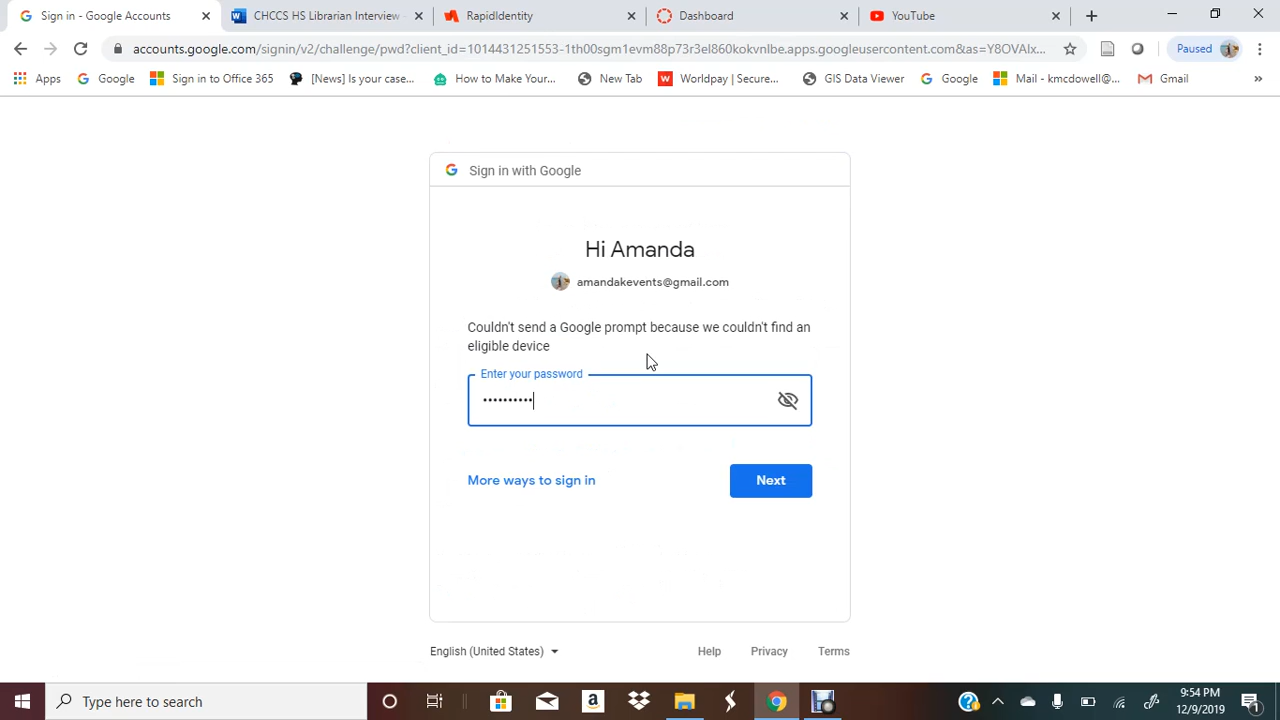 Sign in - Google Accounts
CHCCS HS Librarian Interview -
RapidIdentity
Dashboard
YouTube
accounts.google.com/signin/v2/challenge/pwd?client_id=1014431251553-1th00sgm1evm88p73r3el860kokvnlbe.apps.googleusercontent.com&as=Y8OVAlx...
Paused
Apps
Google
Sign in to Office 365
[News] Is your case...
How to Make Your...
New Tab
Worldpay | Secure...
GIS Data Viewer
Google
Mail - kmcdowell@...
Gmail
»
Sign in with Google
Hi Amanda
amandakevents@gmail.com
Couldn't send a Google prompt because we couldn't find an
eligible device
Enter your password
••••••••••
More ways to sign in
Next
English (United States)
Help
Privacy
Terms
Type here to search
9:54 PM
12/9/2019
1